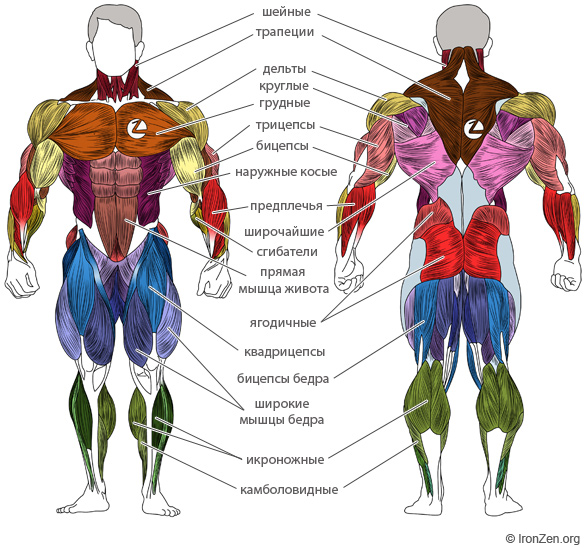 шейные
трапеции
дельты
круглые
грудные
трицепсы
бицепсы
наружные косые
предплечья
широчайшие
сгибатели
прямая
мышца живота
ягодичные
квадрицепсы
бицепсы бедра
широкие
мышцы бедра
икроножные
камболовидные
© IronZen.org